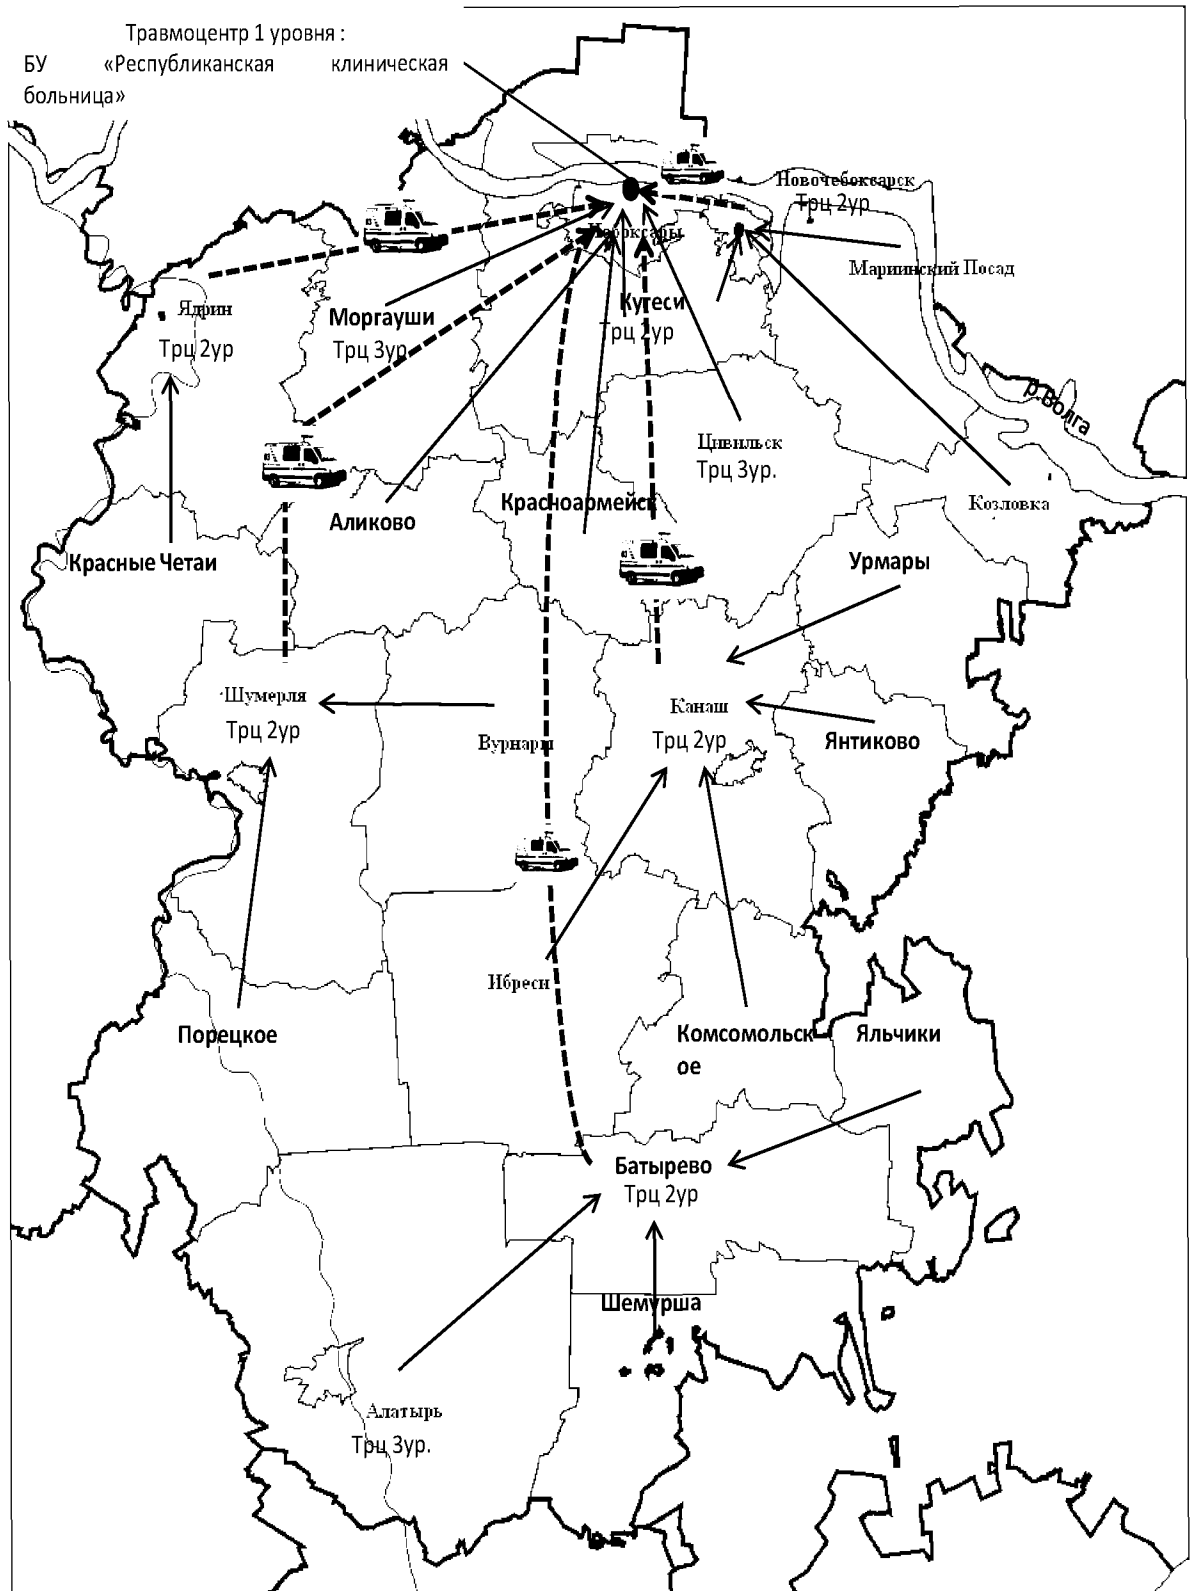 Травмоцентр 1 уровня :
БУ «Республиканская клиническая
больница»
Новочебоксарск
Трц 2ур
Чебоксары
Мариинский Посад
Ядрин
Трц 2ур
Моргауши
Трц 3ур
Кугеси
Трц 2ур
р.Волга
Цивильск
Трц 3ур.
Красноармейск
Козловка
Аликово
Красные Четаи
Урмары
Шумерля
Трц 2ур
Канаш
Трц 2ур
Вурнары
Янтиково
Ибреси
Порецкое
Комсомольск
ое
Яльчики
Батырево
Трц 2ур
Шемурша
Алатырь
Трц 3ур.